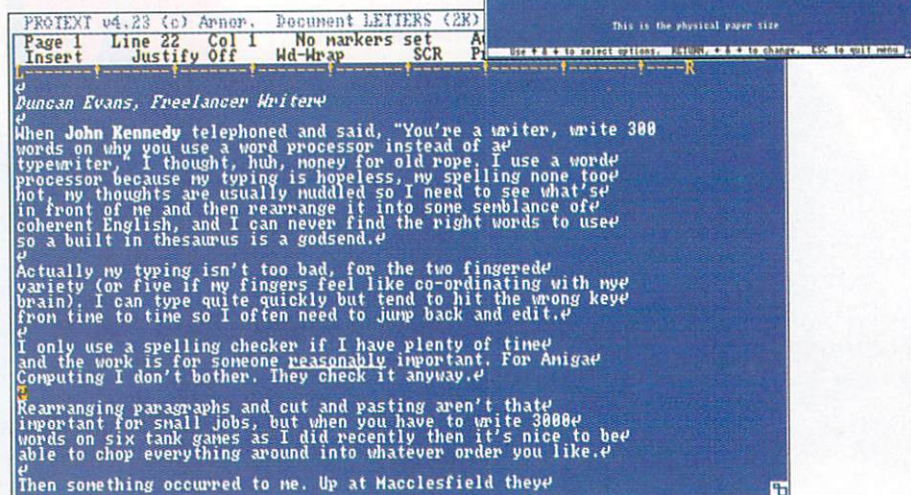 PROTEXT v4.23 (c) Arnor. Document LETTERS (2K)
Page 1 Line 22 Col 1 No markers set
Insert Justify Off Wd-Wrap SCR
This is the physical paper size
to select options. RETURN, to change. ESC to quit menu
L R
Duncan Evans, Freelancer Writer
When John Kennedy telephoned and said, "You're a writer, write 300
words on why you use a word processor instead of a
typewriter," I thought, huh, money for old rope. I use a word
processor because my typing is hopeless, my spelling none too
hot, my thoughts are usually muddled so I need to see what's
in front of me and then rearrange it into some semblance of
coherent English, and I can never find the right words to use
so a built in thesaurus is a godsend.
Actually my typing isn't too bad, for the two fingered
variety (or five if my fingers feel like co-ordinating with my
brain). I can type quite quickly but tend to hit the wrong key
from time to time so I often need to jump back and edit.
I only use a spelling checker if I have plenty of time
and the work is for someone reasonably important. For Amiga
Computing I don't bother. They check it anyway.
Rearranging paragraphs and cut and pasting aren't that
important for small jobs, but when you have to write 3000
words on six tank games as I did recently then it's nice to be
able to chop everything around into whatever order you like.
Then something occurred to me. Up at Macclesfield they